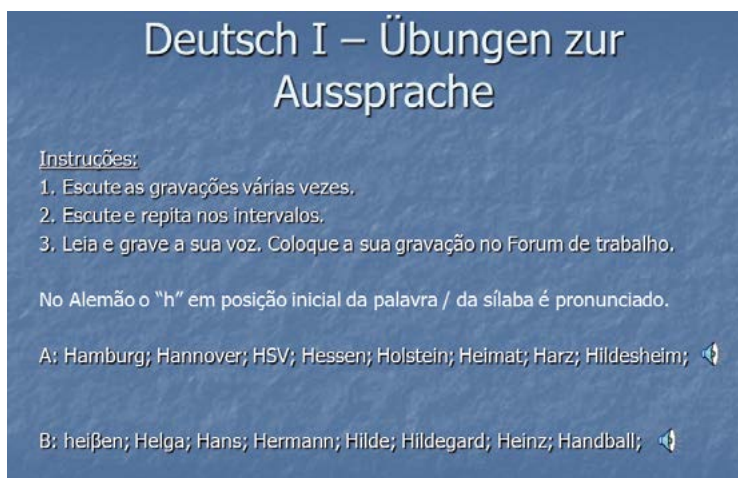 Deutsch I – Übungen zur
Aussprache
Instruções:
1. Escute as gravações várias vezes.
2. Escute e repita nos intervalos.
3. Leia e grave a sua voz. Coloque a sua gravação no Forum de trabalho.
No Alemão o “h” em posição inicial da palavra / da sílaba é pronunciado.
A: Hamburg; Hannover; HSV; Hessen; Holstein; Heimat; Harz; Hildesheim;
B: heiβen; Helga; Hans; Hermann; Hilde; Hildegard; Heinz; Handball;